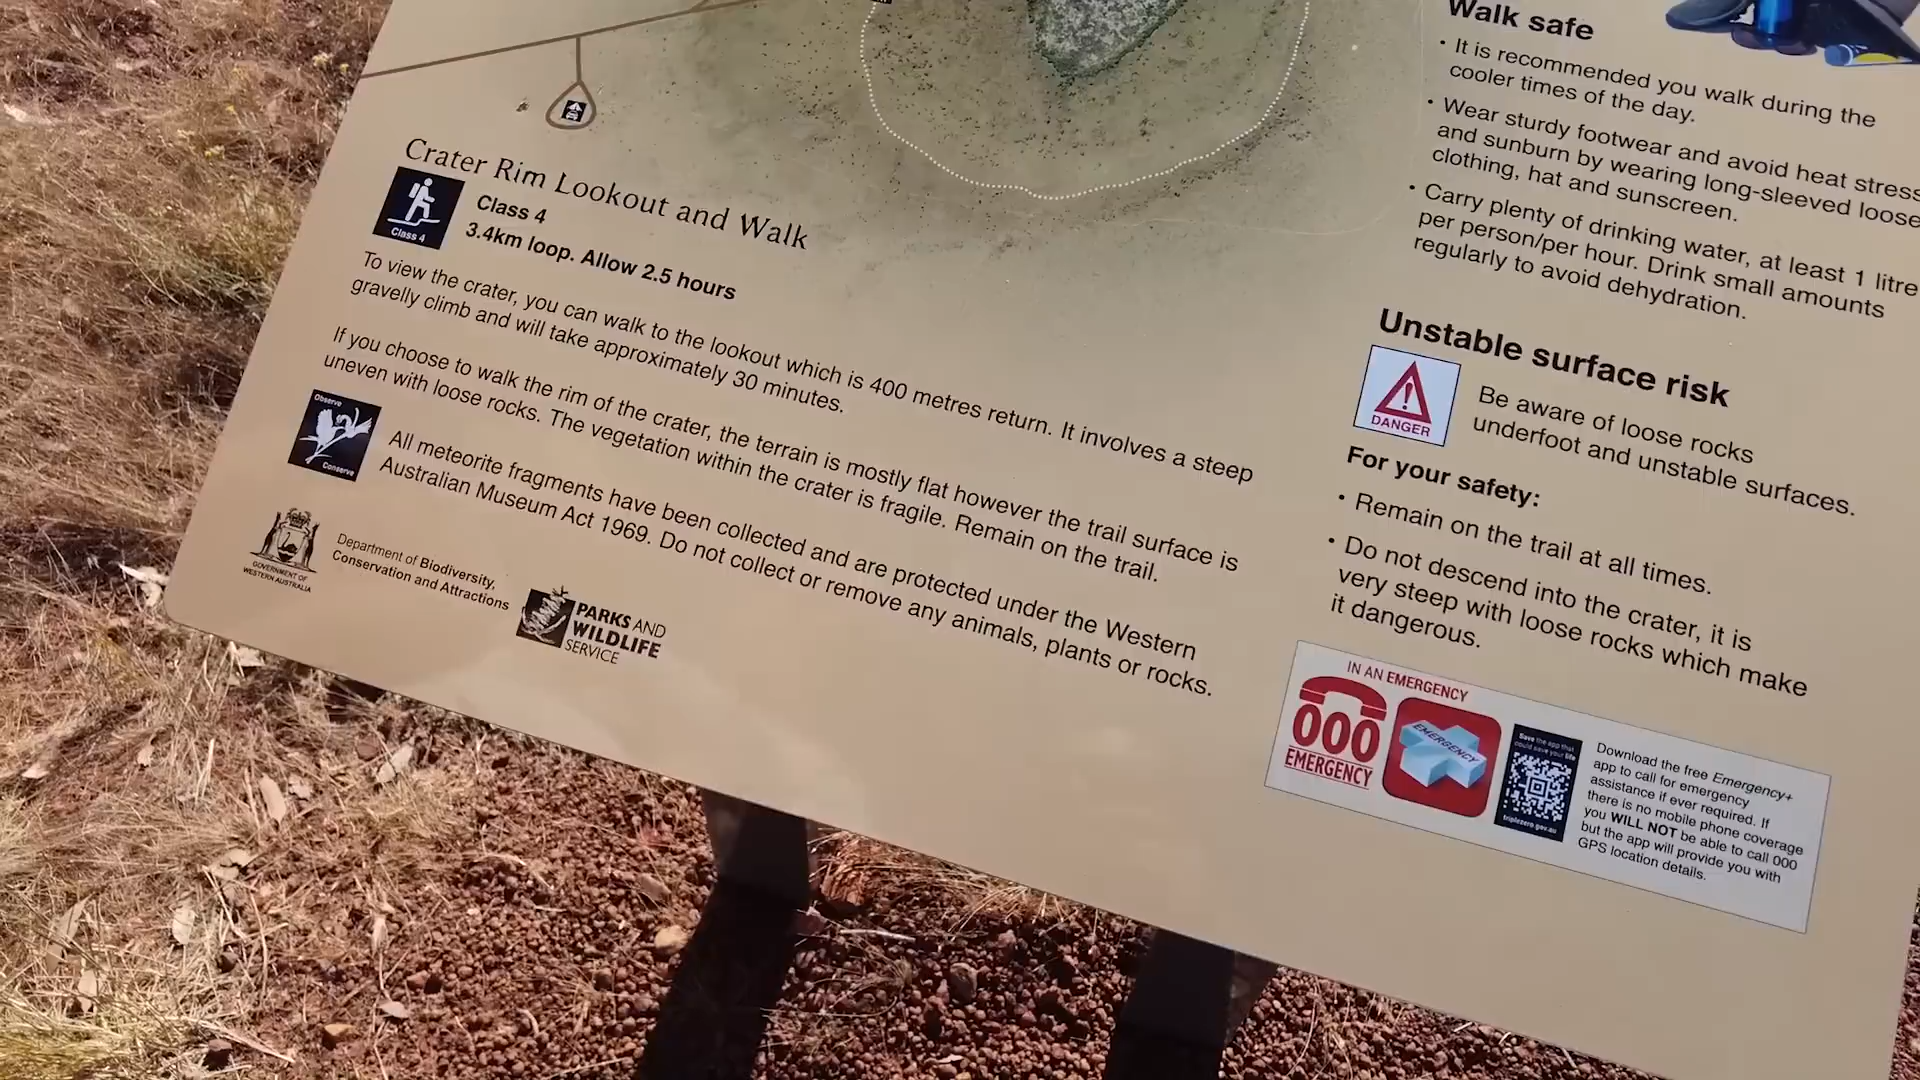 Crater Rim Lookout and Walk
Class 4
Class 4
3.4km loop. Allow 2.5 hours
To view the crater, you can walk to the lookout which is 400 metres return. It involves a steep
gravelly climb and will take approximately 30 minutes.
If you choose to walk the rim of the crater, the terrain is mostly flat however the trail surface is
uneven with loose rocks. The vegetation within the crater is fragile. Remain on the trail.
Observe
Conserve
All meteorite fragments have been collected and are protected under the Western
Australian Museum Act 1969. Do not collect or remove any animals, plants or rocks.
GOVERNMENT OF
WESTERN AUSTRALIA
Department of Biodiversity,
Conservation and Attractions
PARKS AND
WILDLIFE
SERVICE
Walk safe
• It is recommended you walk during the
cooler times of the day.
• Wear sturdy footwear and avoid heat stress
and sunburn by wearing long-sleeved loose
clothing, hat and sunscreen.
• Carry plenty of drinking water, at least 1 litre
per person/per hour. Drink small amounts
regularly to avoid dehydration.
Unstable surface risk
DANGER
Be aware of loose rocks
underfoot and unstable surfaces.
For your safety:
• Remain on the trail at all times.
• Do not descend into the crater, it is
very steep with loose rocks which make
it dangerous.
IN AN EMERGENCY
000
EMERGENCY
EMERGENCY
Save the app that
could save your life
triplezero.gov.au
Download the free Emergency+
app to call for emergency
assistance if ever required. If
there is no mobile phone coverage
you WILL NOT be able to call 000
but the app will provide you with
GPS location details.